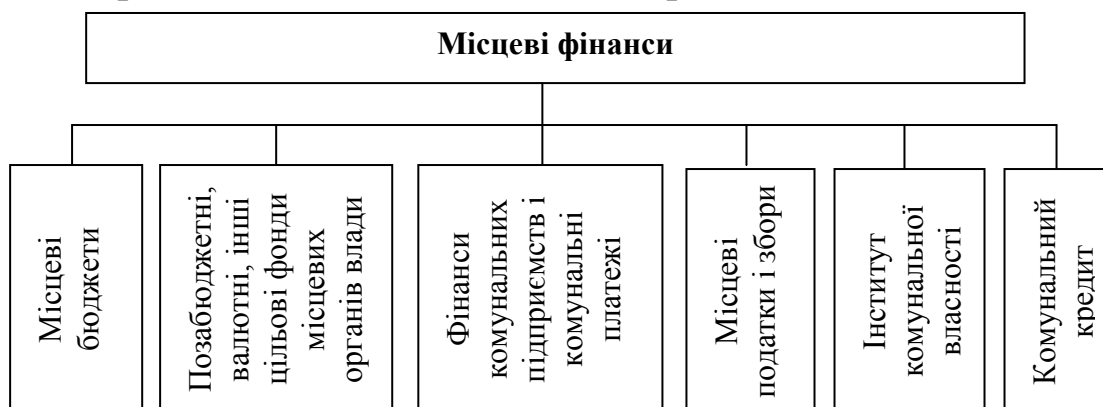 Місцеві фінанси
Місцеві
бюджети
Позабюджетні,
валютні, інші
цільові фонди
місцевих
органів влади
Фінанси
комунальних
підприємств і
комунальні
платежі
Місцеві
податки і збори
Інститут
комунальної
власності
Комунальний
кредит